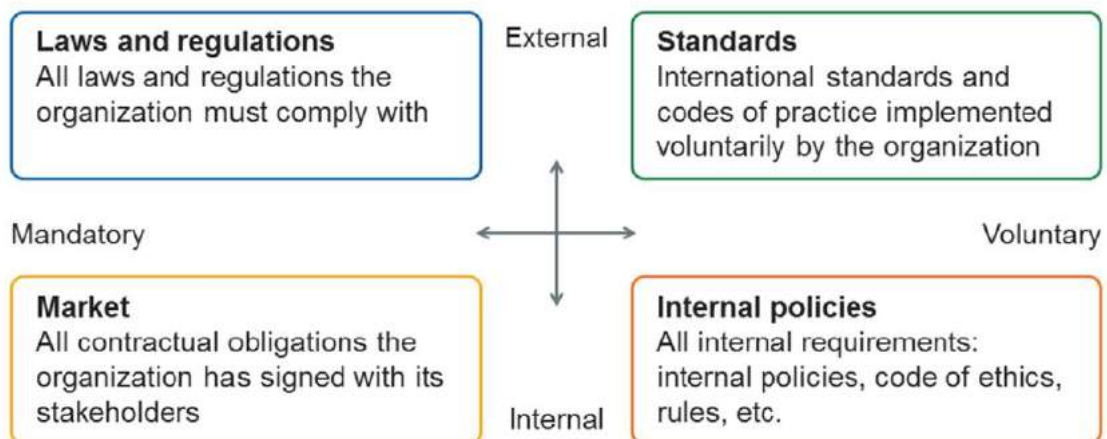 Laws and regulations
All laws and regulations the
organization must comply with
External
Standards
International standards and
codes of practice implemented
voluntarily by the organization
Mandatory
Voluntary
Market
All contractual obligations the
organization has signed with its
stakeholders
Internal
Internal policies
All internal requirements:
internal policies, code of ethics,
rules, etc.